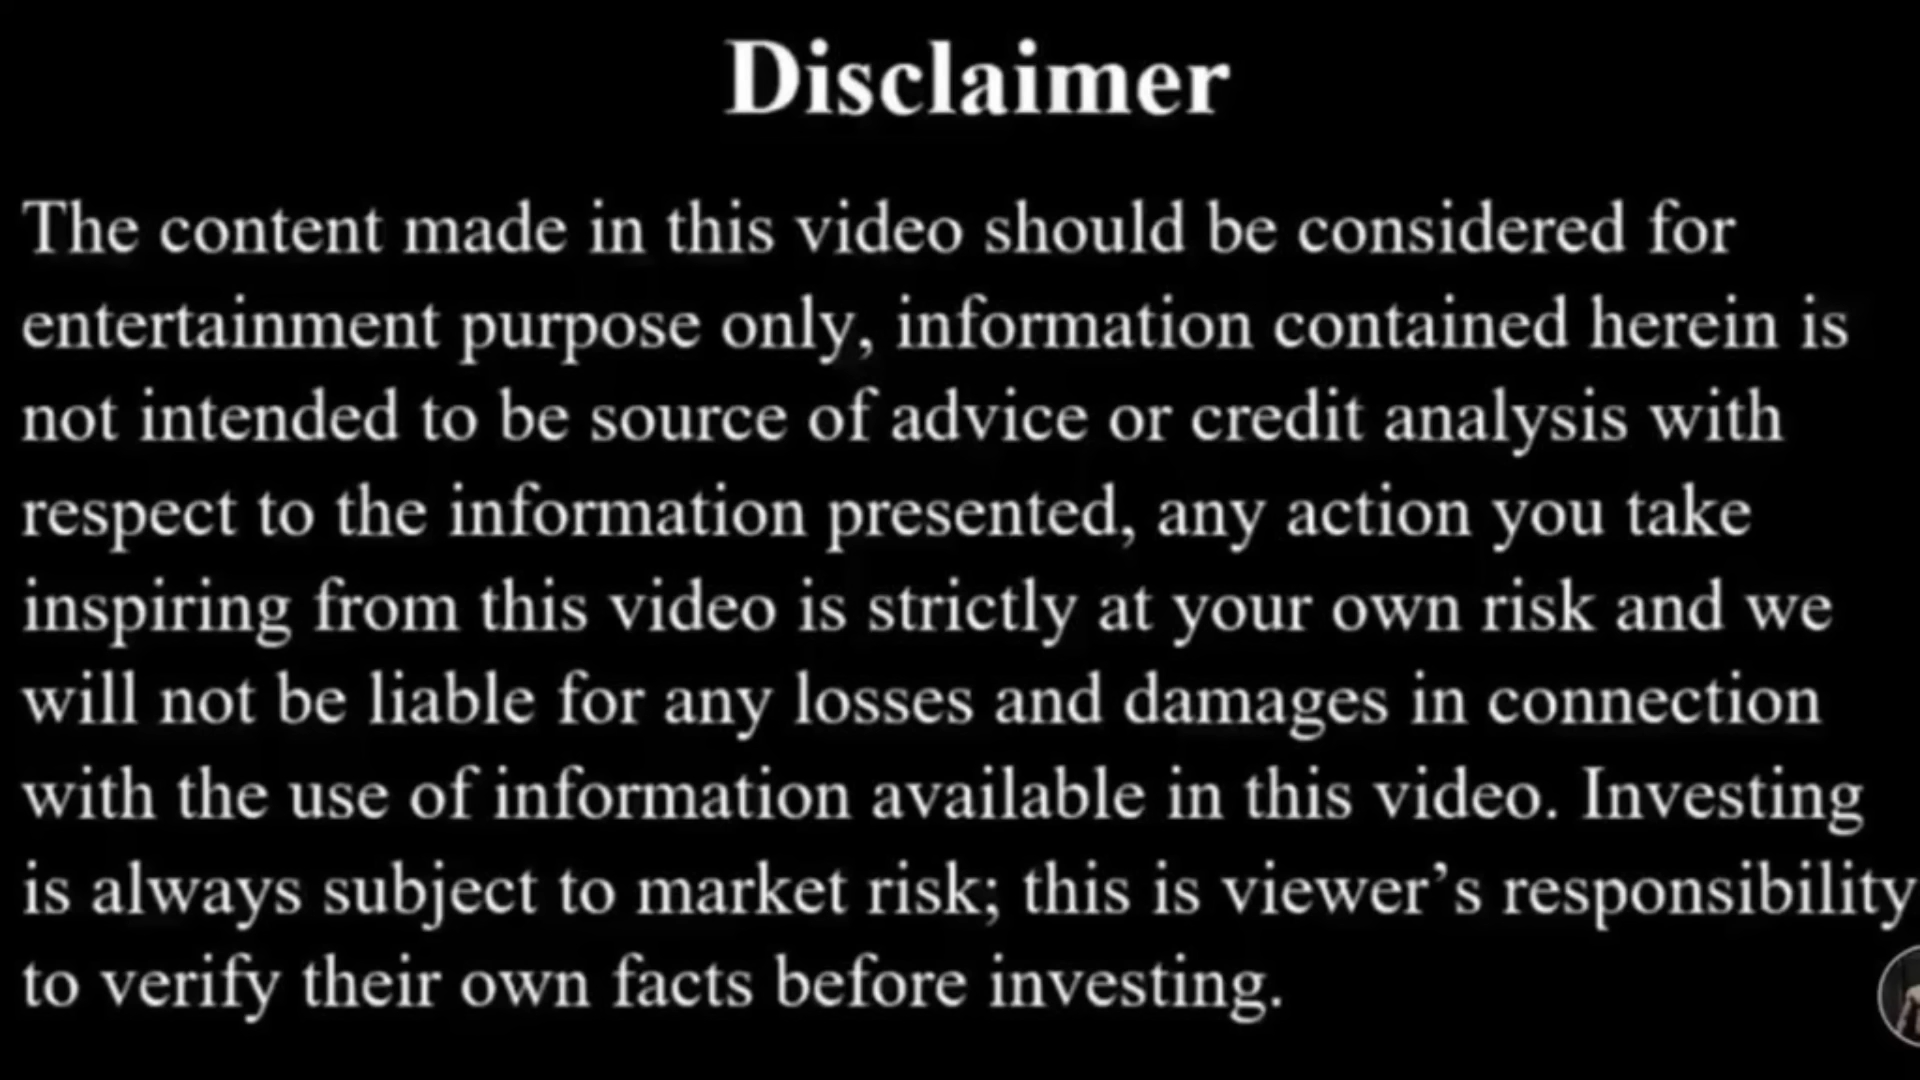 Disclaimer
The content made in this video should be considered for
entertainment purpose only, information contained herein is
not intended to be source of advice or credit analysis with
respect to the information presented, any action you take
inspiring from this video is strictly at your own risk and we
will not be liable for any losses and damages in connection
with the use of information available in this video. Investing
is always subject to market risk; this is viewer’s responsibility
to verify their own facts before investing.